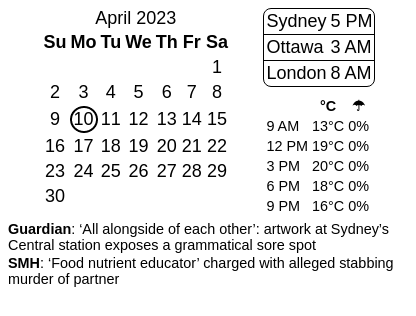 April 2023
Su Mo Tu We Th Fr Sa
1
2 3 4 5 6 7 8
9 10 11 12 13 14 15
16 17 18 19 20 21 22
23 24 25 26 27 28 29
30
Sydney 5 PM
Ottawa 3 AM
London 8 AM
°C ☂
9 AM 13°C 0%
12 PM 19°C 0%
3 PM 20°C 0%
6 PM 18°C 0%
9 PM 16°C 0%
Guardian: ‘All alongside of each other’: artwork at Sydney’s
Central station exposes a grammatical sore spot
SMH: ‘Food nutrient educator’ charged with alleged stabbing
murder of partner